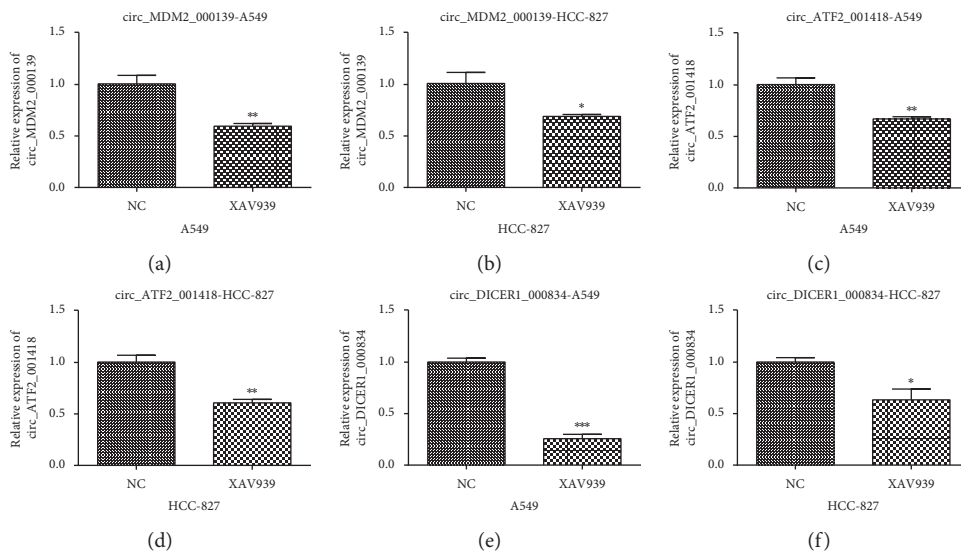 circ_MDM2_000139-A549
Relative expression of
circ_MDM2_000139
1.5
1.0
0.5
0.0
**
NC
XAV939
A549
(a)
circ_MDM2_000139-HCC-827
Relative expression of
circ_MDM2_000139
1.5
1.0
0.5
0.0
*
NC
XAV939
HCC-827
(b)
circ_ATF2_001418-A549
Relative expression of
circ_ATF2_001418
1.5
1.0
0.5
0.0
**
NC
XAV939
A549
(c)
circ_ATF2_001418-HCC-827
Relative expression of
circ_ATF2_001418
1.5
1.0
0.5
0.0
**
NC
XAV939
HCC-827
(d)
circ_DICER1_000834-A549
Relative expression of
circ_DICER1_000834
1.5
1.0
0.5
0.0
***
NC
XAV939
A549
(e)
circ_DICER1_000834-HCC-827
Relative expression of
circ_DICER1_000834
1.5
1.0
0.5
0.0
*
NC
XAV939
HCC-827
(f)